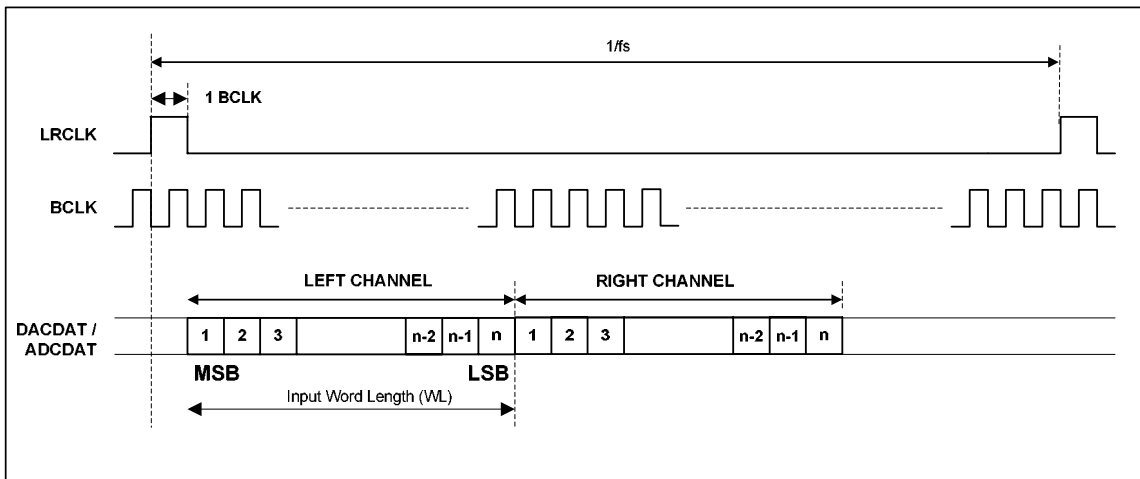 1/fs
1 BCLK
LRCLK
BCLK
LEFT CHANNEL
RIGHT CHANNEL
DACDAT /
ADCDAT
1 2 3 n-2 n-1 n 1 2 3 n-2 n-1 n
MSB LSB
Input Word Length (WL)